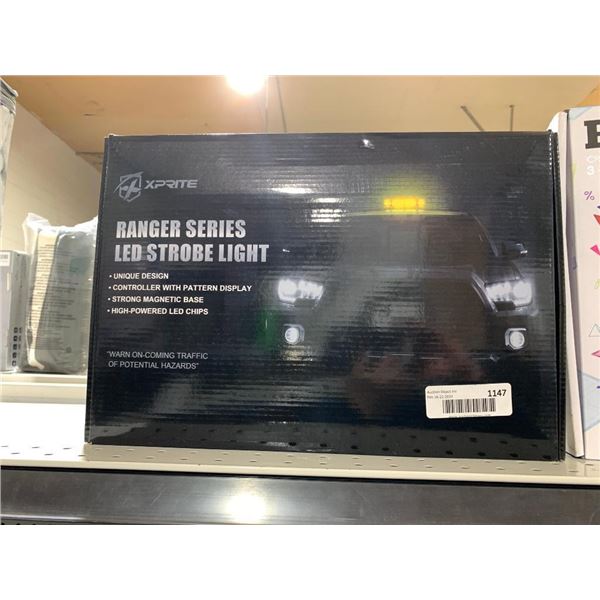 XPRITE
RANGER SERIES
LED STROBE LIGHT
• UNIQUE DESIGN
• CONTROLLER WITH PATTERN DISPLAY
• STRONG MAGNETIC BASE
• HIGH-POWERED LED CHIPS
"WARN ON-COMING TRAFFIC
OF POTENTIAL HAZARDS"
1147
3
%